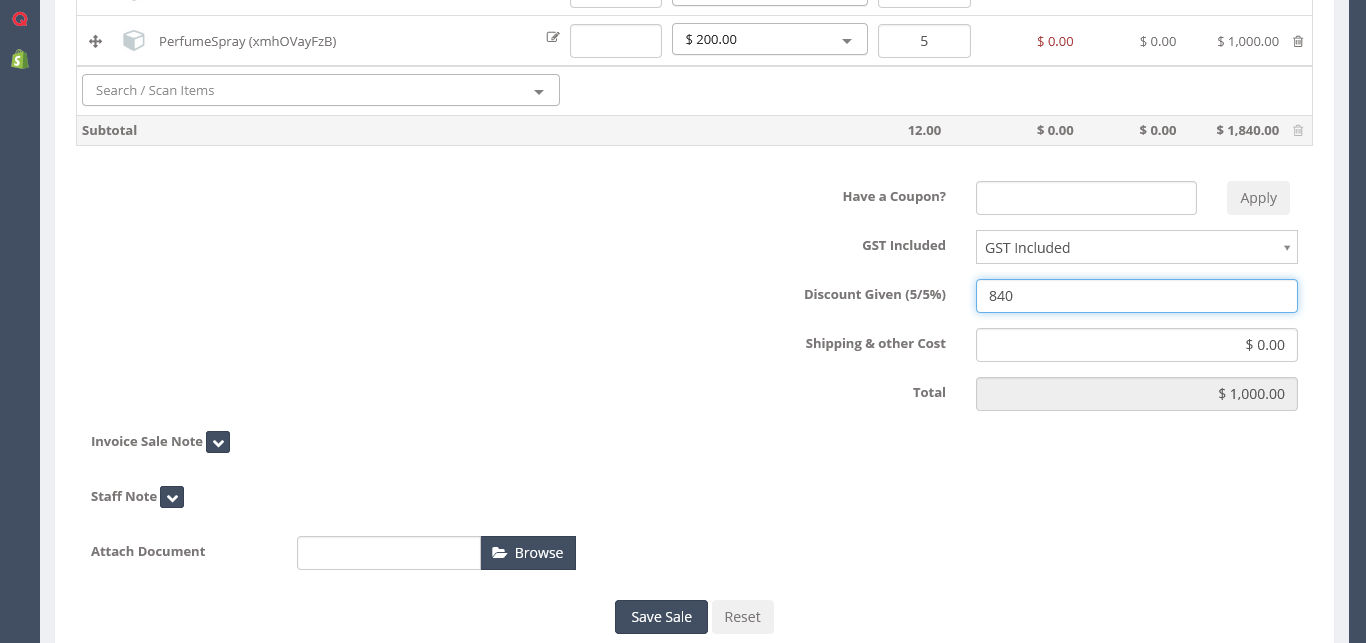 PerfumeSpray (xmhOVayFzB) $ 200.00 5 $ 0.00 $ 0.00 $ 1,000.00
Search / Scan Items
Subtotal 12.00 $ 0.00 $ 0.00 $ 1,840.00
Have a Coupon? Apply
GST Included GST Included
Discount Given (5/5%) 840
Shipping & other Cost $ 0.00
Total $ 1,000.00
Invoice Sale Note
Staff Note
Attach Document Browse
Save Sale Reset